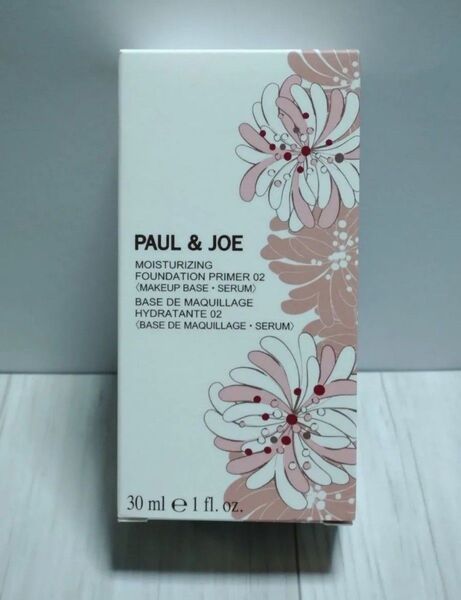 PAUL & JOE
MOISTURIZING
FOUNDATION PRIMER 02
〈MAKEUP BASE・SERUM〉
BASE DE MAQUILLAGE
HYDRATANTE 02
〈BASE DE MAQUILLAGE・SERUM〉
30 ml ℮ 1 fl. oz.